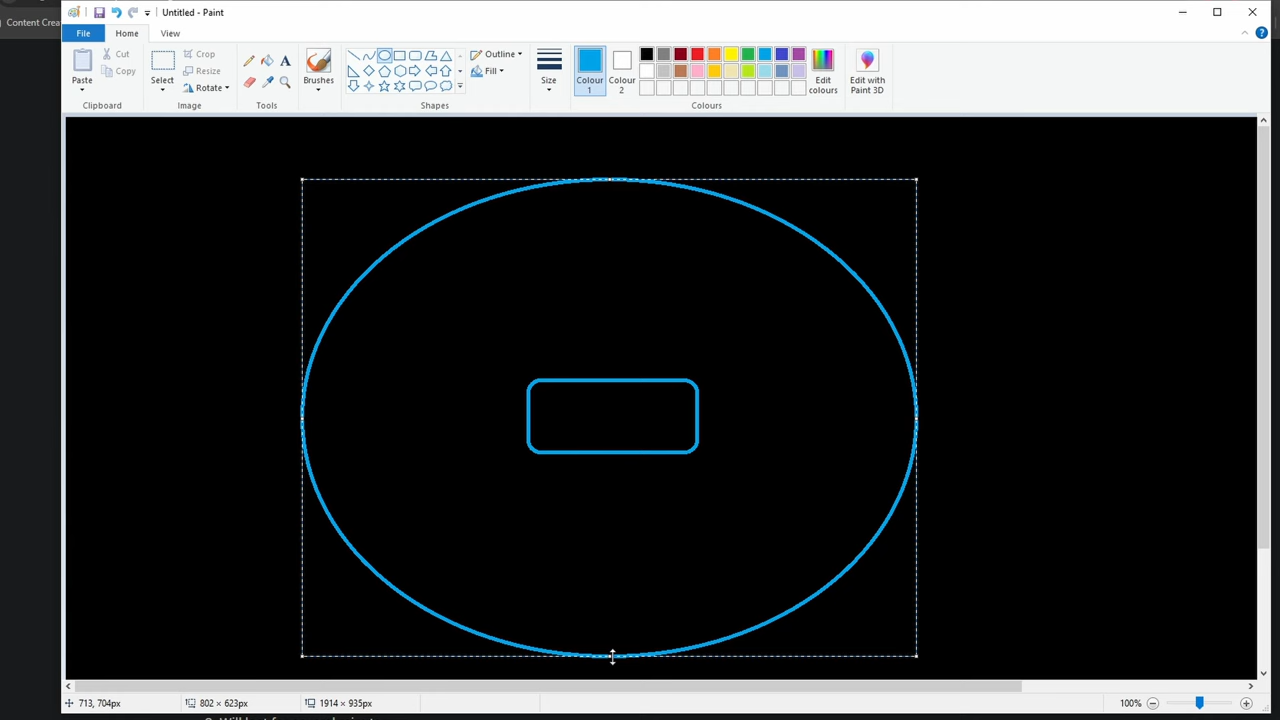 Untitled - Paint
Content Crea
File Home View
Paste
Cut
Copy
Clipboard
Select
Crop
Resize
Rotate
Image
A
Tools
Brushes
Outline
Fill
Shapes
Size
Colour
1
Colour
2
Edit
colours
Colours
Edit with
Paint 3D
713, 704px
802 × 623px
1914 × 935px
100%